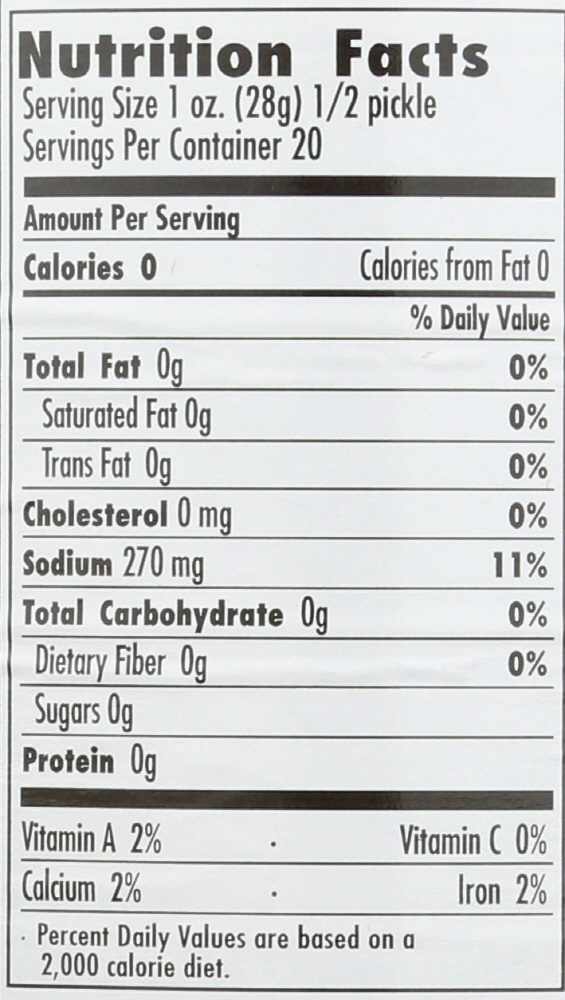 Nutrition Facts
Serving Size 1 oz. (28g) 1/2 pickle
Servings Per Container 20
Amount Per Serving
Calories 0 Calories from Fat 0
% Daily Value
Total Fat 0g 0%
Saturated Fat 0g 0%
Trans Fat 0g 0%
Cholesterol 0 mg 0%
Sodium 270 mg 11%
Total Carbohydrate 0g 0%
Dietary Fiber 0g 0%
Sugars 0g
Protein 0g
Vitamin A 2% · Vitamin C 0%
Calcium 2% · Iron 2%
· Percent Daily Values are based on a
2,000 calorie diet.